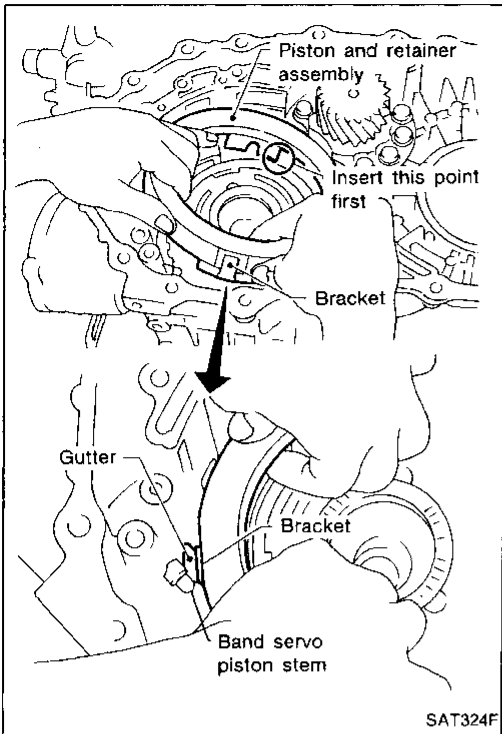 Piston and retainer
assembly
Insert this point
first
Bracket
Gutter
Bracket
Band servo
piston stem
SAT324F